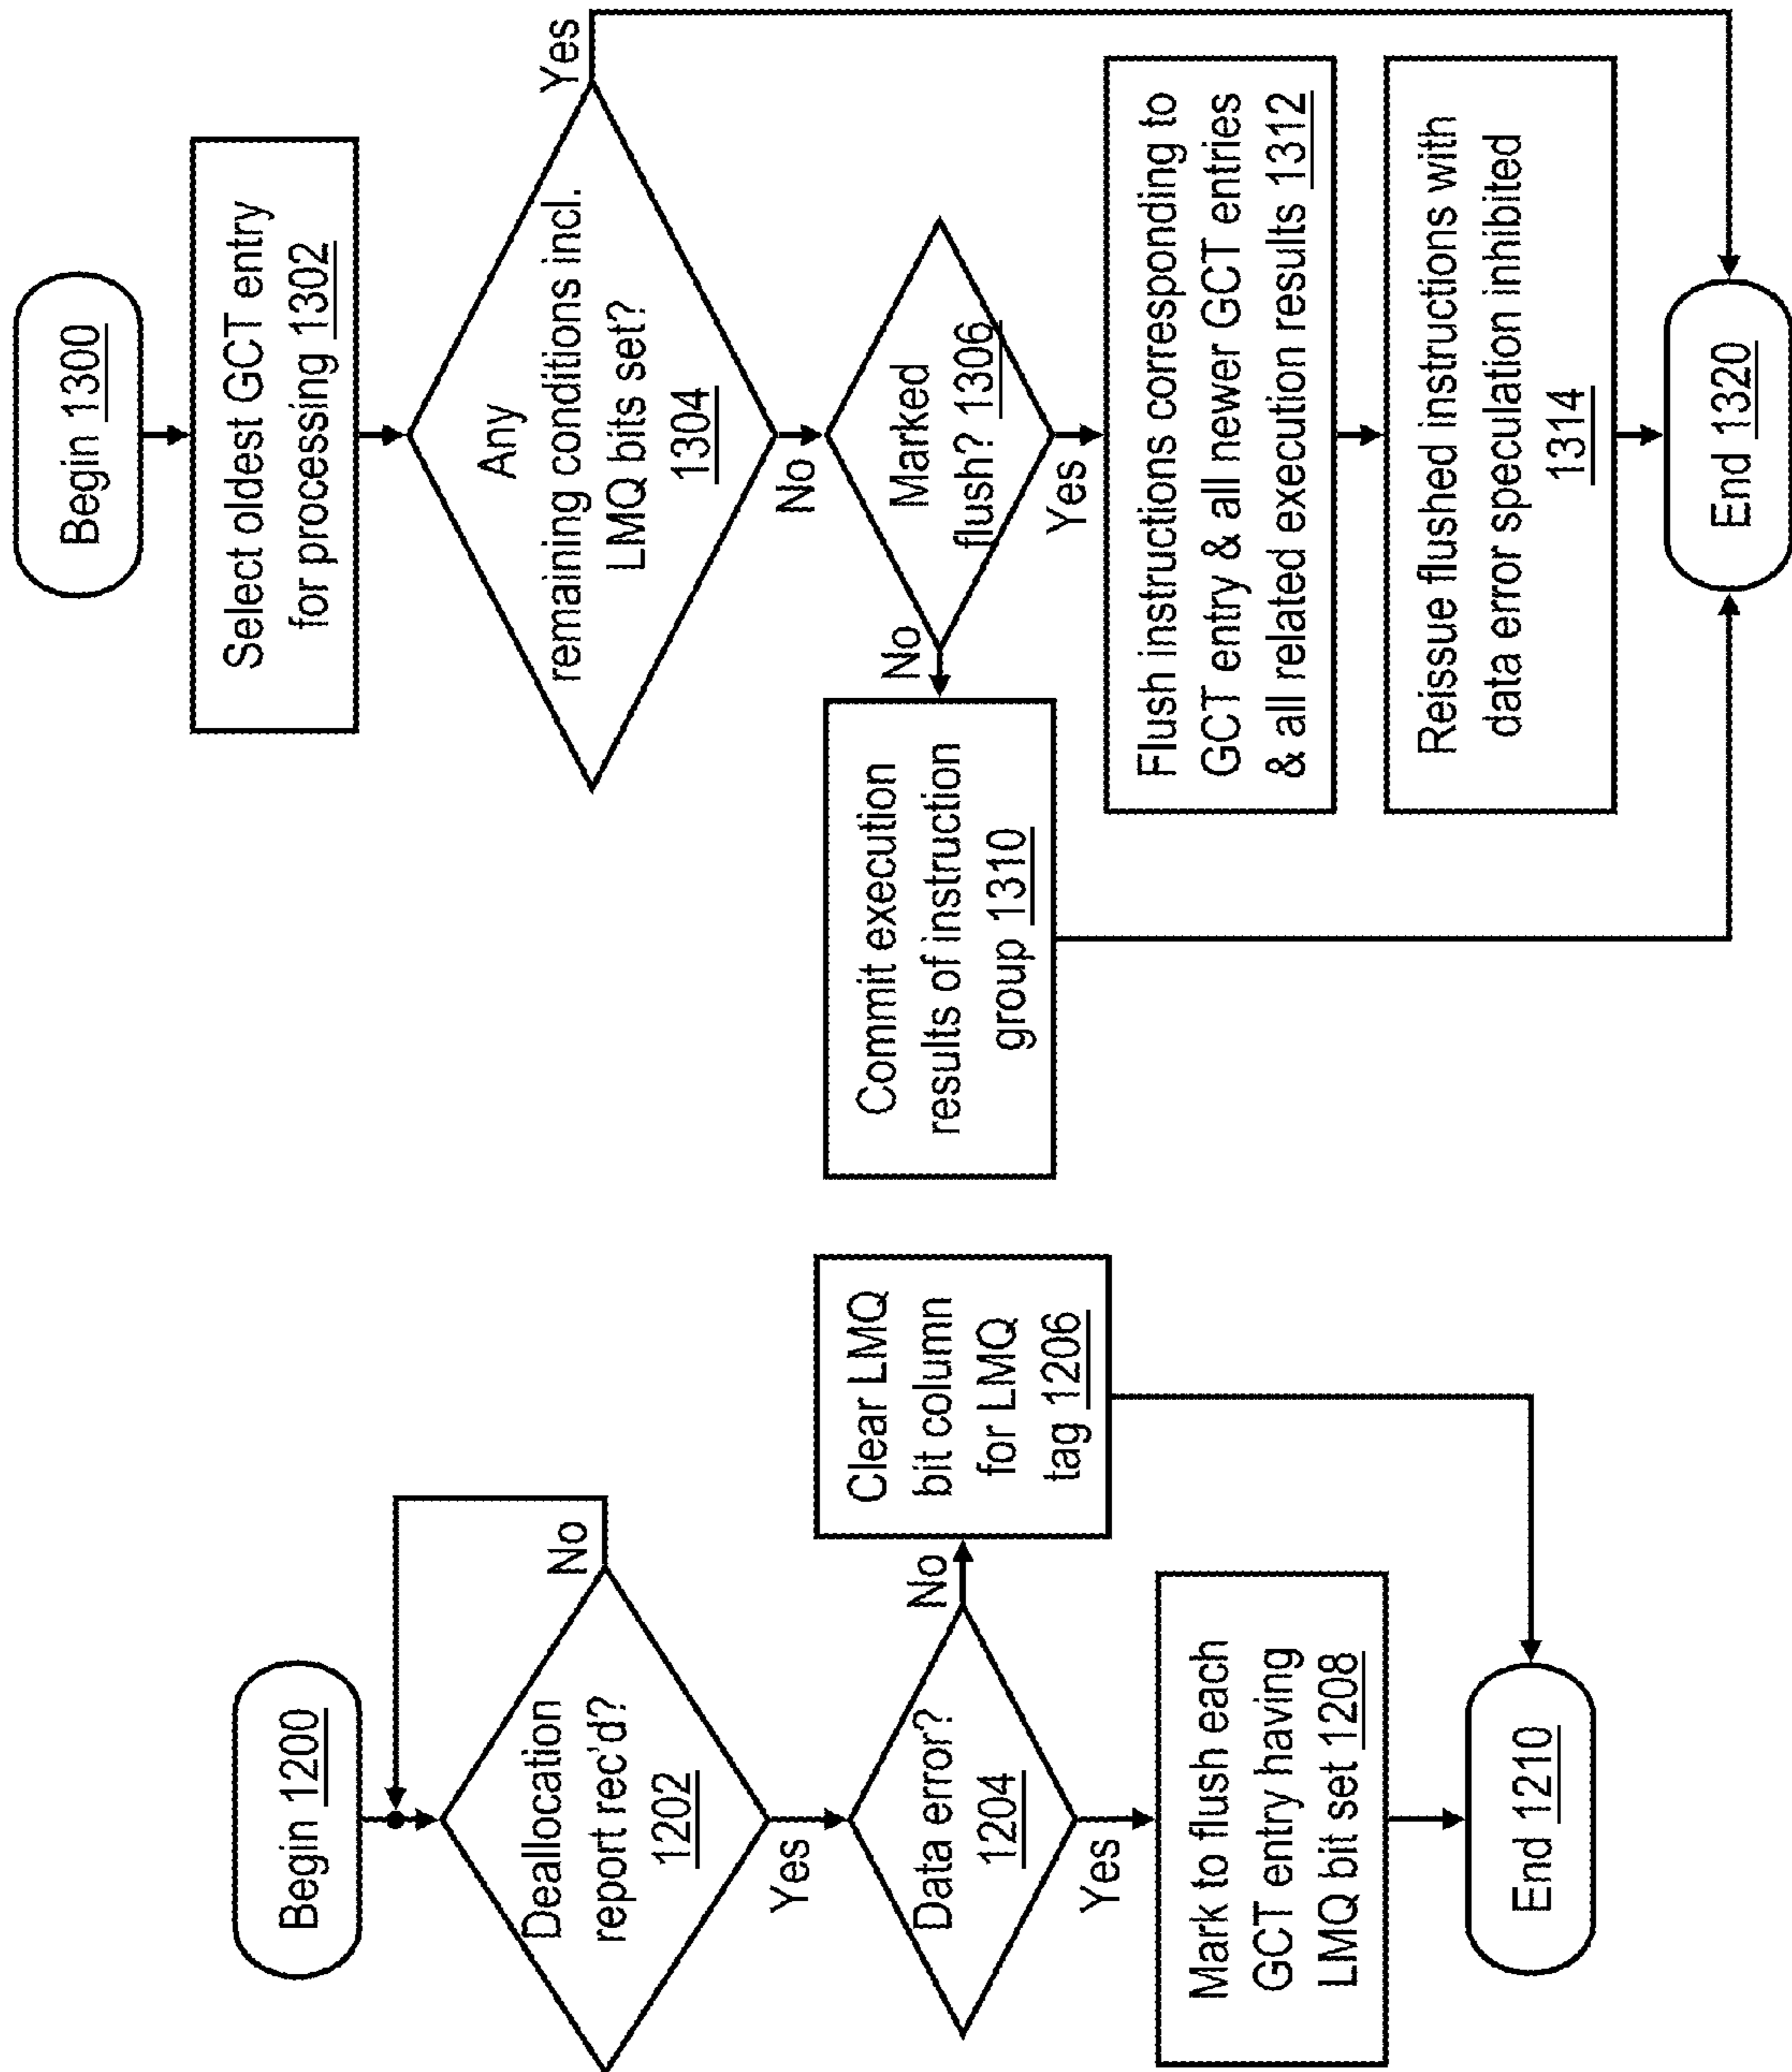 Begin 1200
Deallocation
report rec'd?
1202
No
Yes
Data error?
1204
No
Clear LMQ
bit column
for LMQ
tag 1206
Yes
Mark to flush each
GCT entry having
LMQ bit set 1208
End 1210
Begin 1300
Select oldest GCT entry
for processing 1302
Any
remaining conditions incl.
LMQ bits set?
1304
Yes
No
Marked
flush? 1306
No
Commit execution
results of instruction
group 1310
Yes
Flush instructions corresponding to
GCT entry & all newer GCT entries
& all related execution results 1312
Reissue flushed instructions with
data error speculation inhibited
1314
End 1320